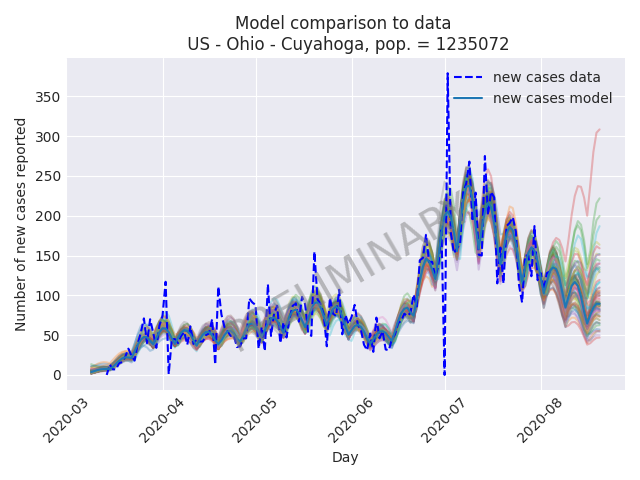 Model comparison to data
US - Ohio - Cuyahoga, pop. = 1235072
new cases data
new cases model
PRELIMINARY
Number of new cases reported
350
300
250
200
150
100
50
0
2020-03
2020-04
2020-05
2020-06
2020-07
2020-08
Day